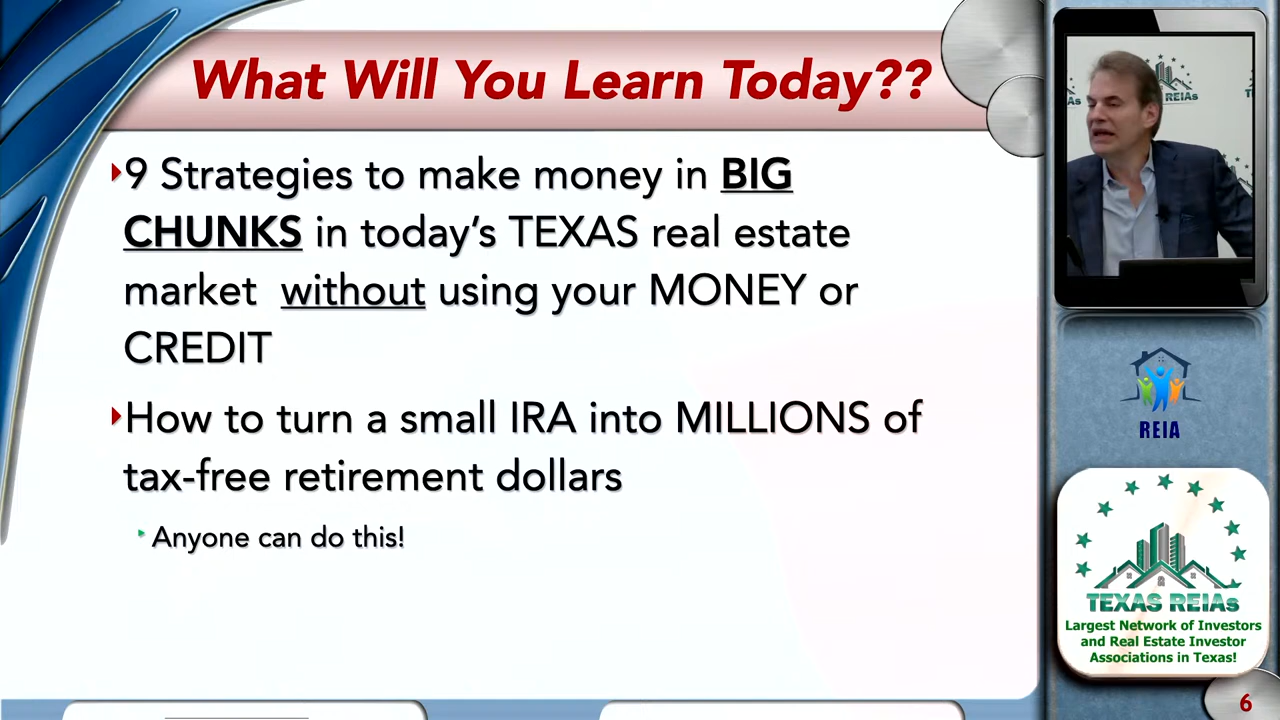 What Will You Learn Today??
9 Strategies to make money in BIG
CHUNKS in today's TEXAS real estate
market without using your MONEY or
CREDIT
How to turn a small IRA into MILLIONS of
tax-free retirement dollars
Anyone can do this!
REIAs
REIA
TEXAS REIAs
Largest Network of Investors
and Real Estate Investor
Associations in Texas!
6